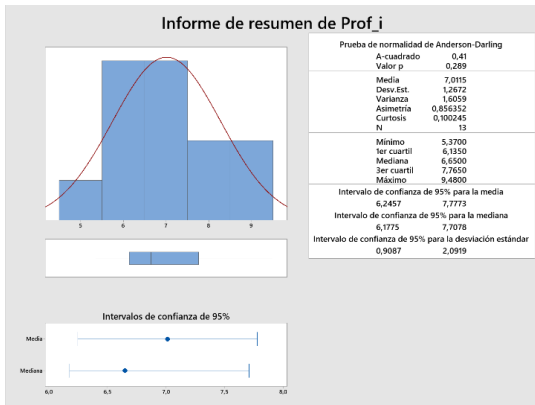 Informe de resumen de Prof_i
5 6 7 8 9
Intervalos de confianza de 95%
Media
Mediana
6,0 6,5 7,0 7,5 8,0
Prueba de normalidad de Anderson-Darling
A-cuadrado 0,41
Valor p 0,289
Media 7,0115
Desv.Est. 1,2672
Varianza 1,6059
Asimetría 0,856352
Curtosis 0,100245
N 13
Mínimo 5,3700
1er cuartil 6,1350
Mediana 6,6500
3er cuartil 7,7650
Máximo 9,4800
Intervalo de confianza de 95% para la media
6,2457 7,7773
Intervalo de confianza de 95% para la mediana
6,1775 7,7078
Intervalo de confianza de 95% para la desviación estándar
0,9087 2,0919